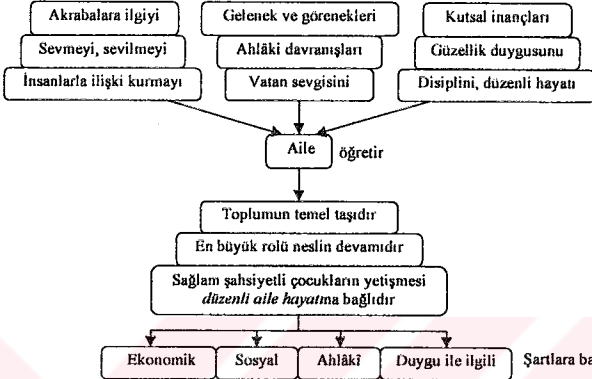 Akrabalara ilgiyi
Gelenek ve görenekleri
Kutsal inançları
Sevmeyi, sevilmeyi
Ahlâki davranışları
Güzellik duygusunu
İnsanlarla ilişki kurmayı
Vatan sevgisini
Disiplini, düzenli hayatı
Aile öğretir
Toplumun temel taşıdır
En büyük rolü neslin devamıdır
Sağlam şahsiyetli çocukların yetişmesi
düzenli aile hayatına bağlıdır
Ekonomik Sosyal Ahlâkî Duygu ile ilgili Şartlara